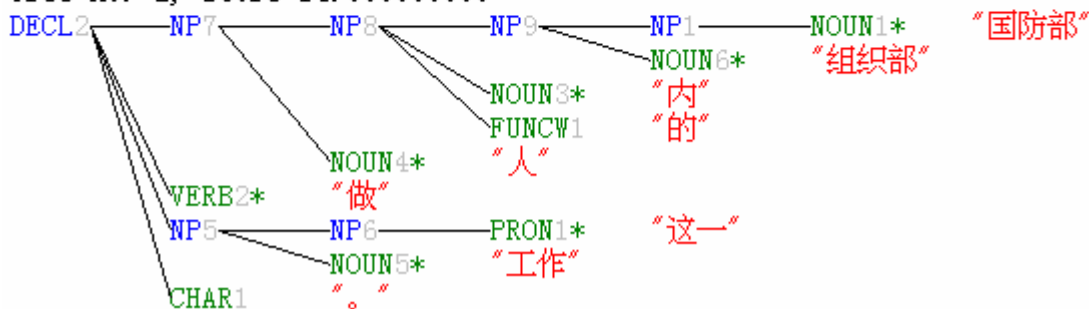 DECL2 NP7 NP8 NP9 NP1 NOUN1* "国防部"
NOUN6* "组织部"
NOUN3* "内"
FUNCW1 "的"
NOUN4* "人"
VERB2* "做"
NP5 NP6 PRON1* "这一"
NOUN5* "工作"
CHAR1 "。"